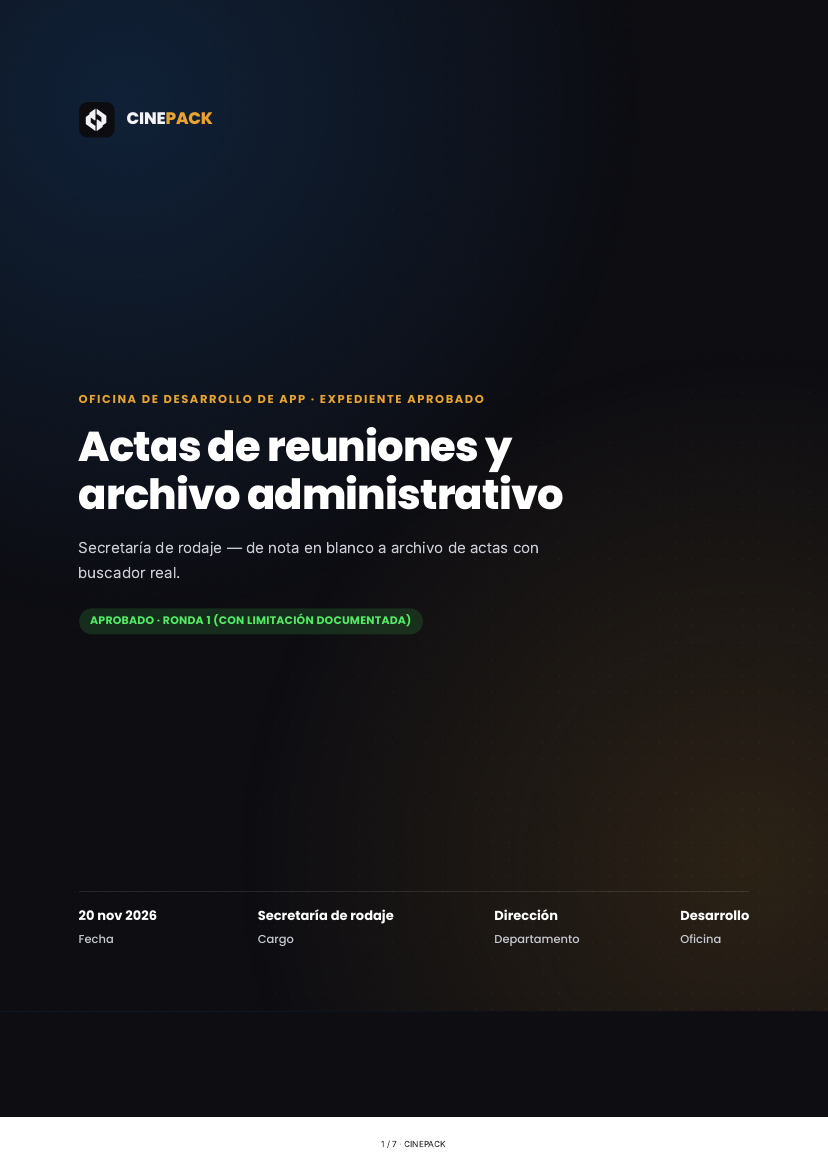 CINEPACK
OFICINA DE DESARROLLO DE APP · EXPEDIENTE APROBADO
Actas de reuniones y
archivo administrativo
Secretaría de rodaje — de nota en blanco a archivo de actas con
buscador real.
APROBADO · RONDA 1 (CON LIMITACIÓN DOCUMENTADA)
20 nov 2026 Secretaría de rodaje Dirección Desarrollo
Fecha Cargo Departamento Oficina
1 / 7 · CINEPACK